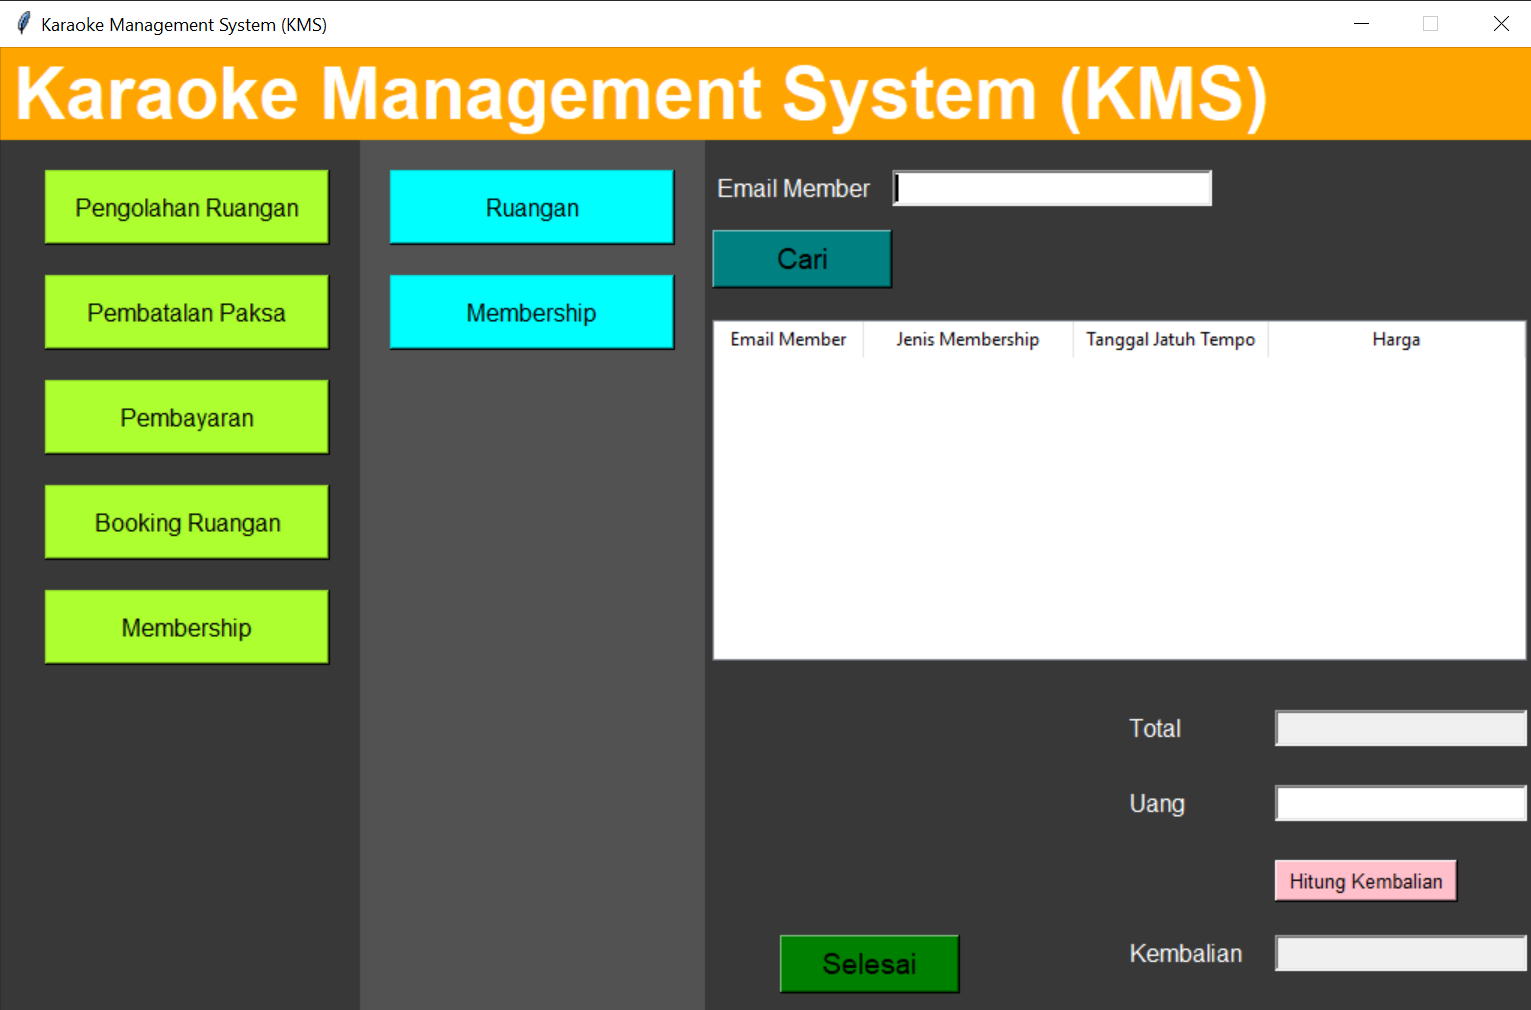 Karaoke Management System (KMS)
Karaoke Management System (KMS)
Pengolahan Ruangan
Pembatalan Paksa
Pembayaran
Booking Ruangan
Membership
Ruangan
Membership
Email Member
Cari
Email Member Jenis Membership Tanggal Jatuh Tempo Harga
Total
Uang
Hitung Kembalian
Kembalian
Selesai